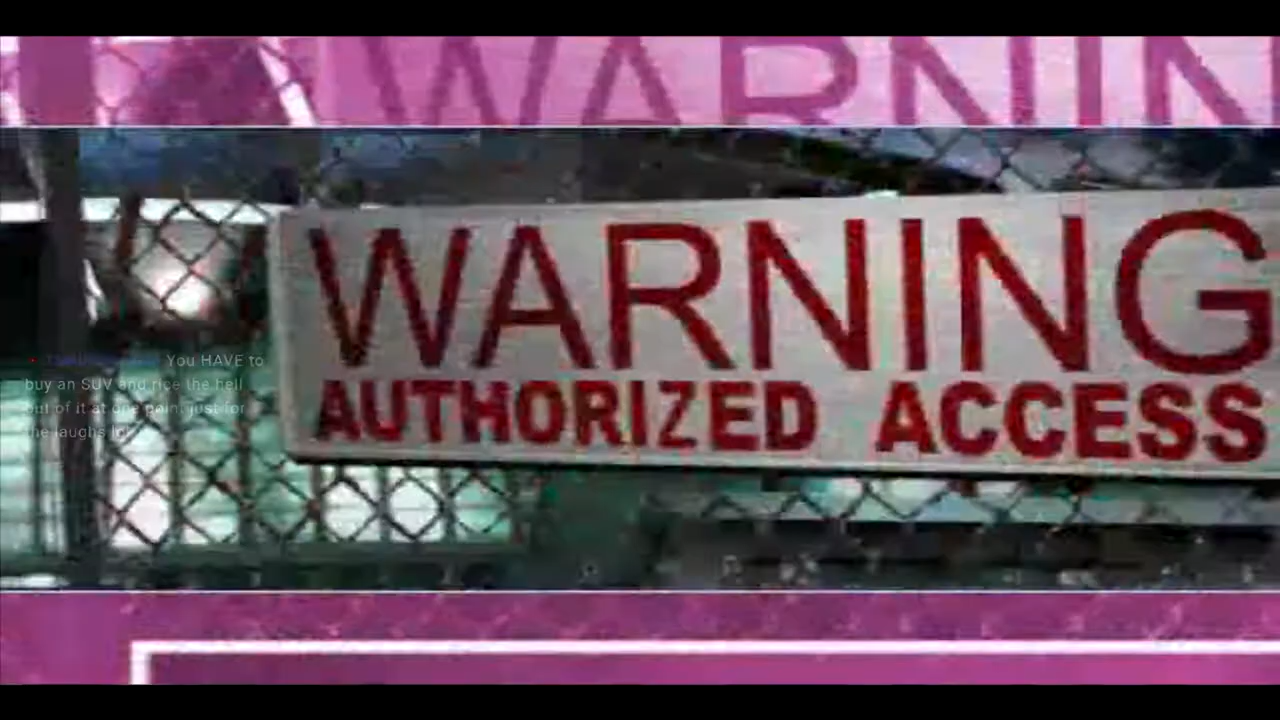 WARNIN
WARNING
AUTHORIZED ACCESS
You HAVE to
buy an SUV and rice the hell
out of it at one point just for
the laughs lol